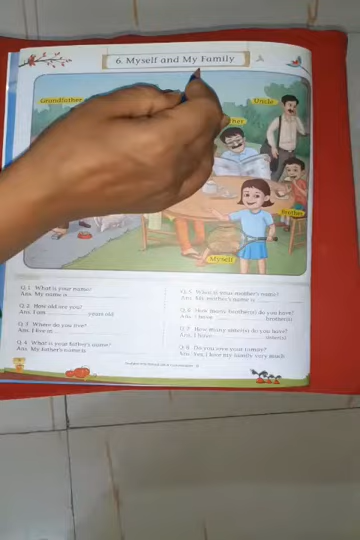 6. Myself and My Family
Grandfather
Uncle
Brother
Myself
Q.1 What is your name?
Ans. My name is
Q.2 How old are you?
Ans. I am years old
Q.3 Where do you live?
Ans. I live in
Q.4 What is your father's name?
Ans. My father's name is
Q.5 What is your mother's name?
Ans. My mother's name is
Q.6 How many brother(s) do you have?
Ans. I have brother(s)
Q.7 How many sister(s) do you have?
Ans. I have sister(s)
Q.8 Do you love your family?
Ans. Yes, I love my family very much